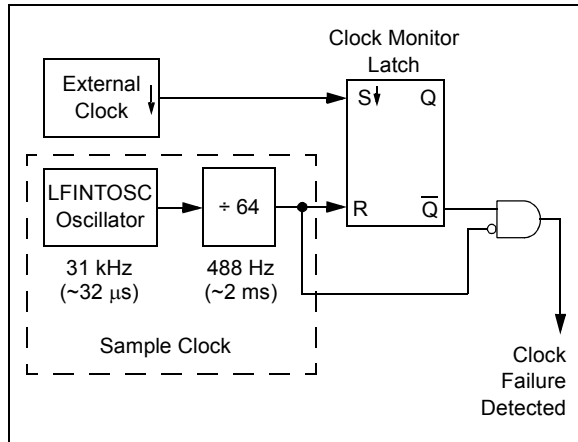 Clock Monitor
Latch
External
Clock
S
Q
LFINTOSC
Oscillator
÷ 64
R
Q
31 kHz
(~32 μs)
488 Hz
(~2 ms)
Sample Clock
Clock
Failure
Detected